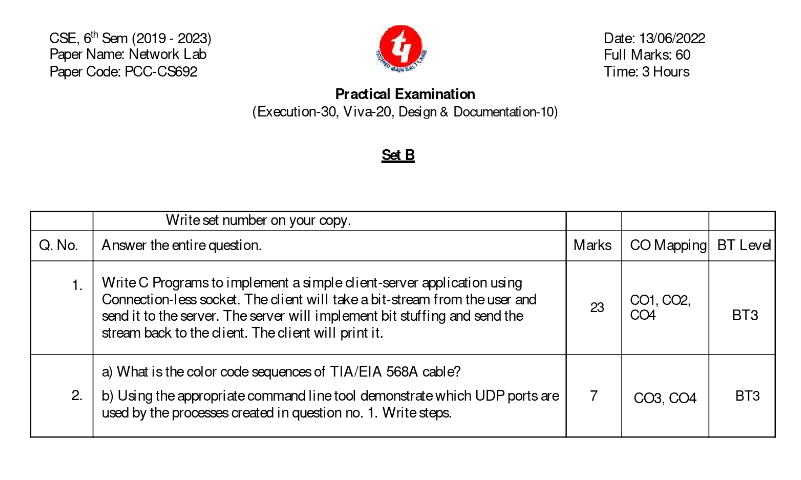 CSE, 6th Sem (2019 - 2023)
Paper Name: Network Lab
Paper Code: PCC-CS692
Date: 13/06/2022
Full Marks: 60
Time: 3 Hours
Practical Examination
(Execution-30, Viva-20, Design & Documentation-10)
Set B
Write set number on your copy.
Q. No. Answer the entire question. Marks CO Mapping BT Level
1. Write C Programs to implement a simple client-server application using
Connection-less socket. The client will take a bit-stream from the user and
send it to the server. The server will implement bit stuffing and send the
stream back to the client. The client will print it.
23
CO1, CO2,
CO4
BT3
a) What is the color code sequences of TIA/EIA 568A cable?
2. b) Using the appropriate command line tool demonstrate which UDP ports are
used by the processes created in question no. 1. Write steps.
7
CO3, CO4
BT3